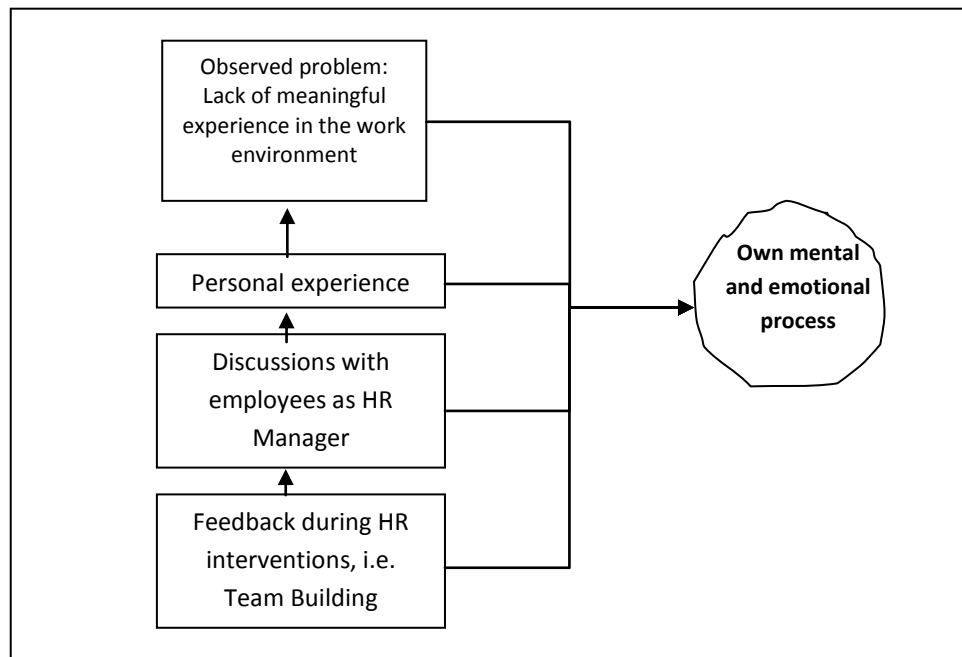 Observed problem:
Lack of meaningful
experience in the work
environment
Personal experience
Discussions with
employees as HR
Manager
Feedback during HR
interventions, i.e.
Team Building
Own mental
and emotional
process